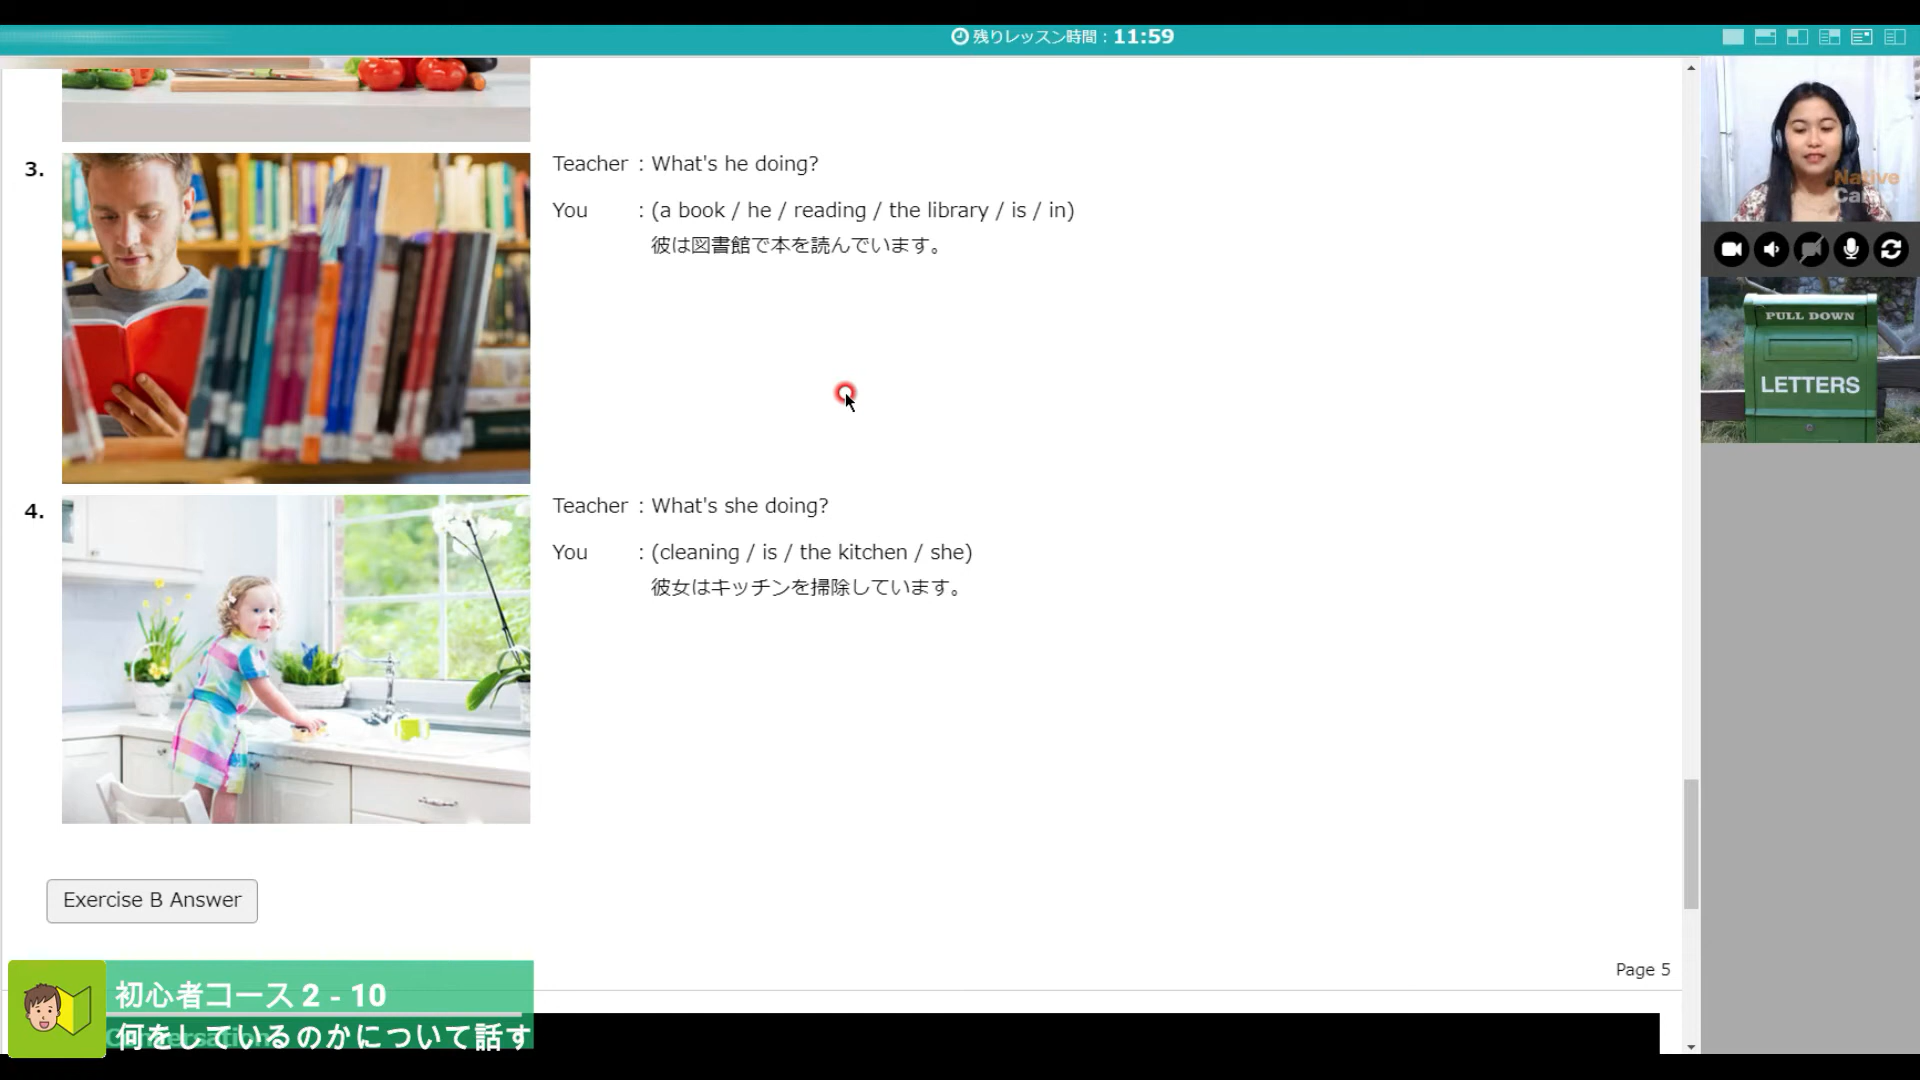 残りレッスン時間 : 11:59
3.
Teacher : What's he doing?
You : (a book / he / reading / the library / is / in)
彼は図書館で本を読んでいます。
Native
Camp.
PULL DOWN
LETTERS
4.
Teacher : What's she doing?
You : (cleaning / is / the kitchen / she)
彼女はキッチンを掃除しています。
Exercise B Answer
Page 5
初心者コース 2 - 10
何をしているのかについて話す